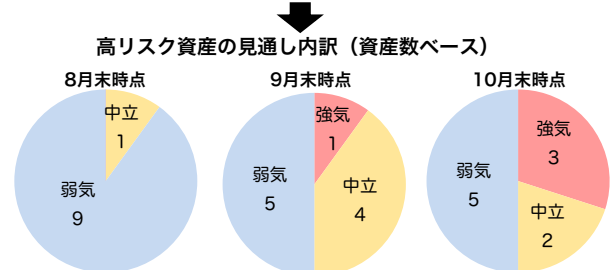 高リスク資産の見通し内訳（資産数ベース）
8月末時点
中立
1
弱気
9
9月末時点
強気
1
中立
4
弱気
5
10月末時点
強気
3
中立
2
弱気
5